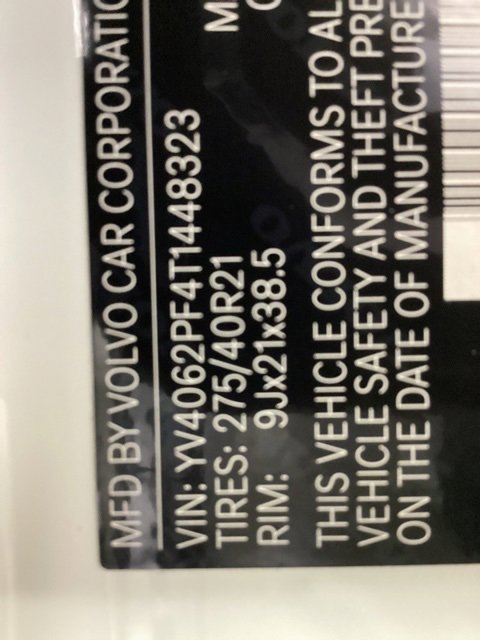 MFD BY VOLVO CAR CORPORATIO
VIN: YV4062PF4T1448323 M
TIRES: 275/40R21
RIM: 9Jx21x38.5
THIS VEHICLE CONFORMS TO AL
VEHICLE SAFETY AND THEFT PRE
ON THE DATE OF MANUFACTURE